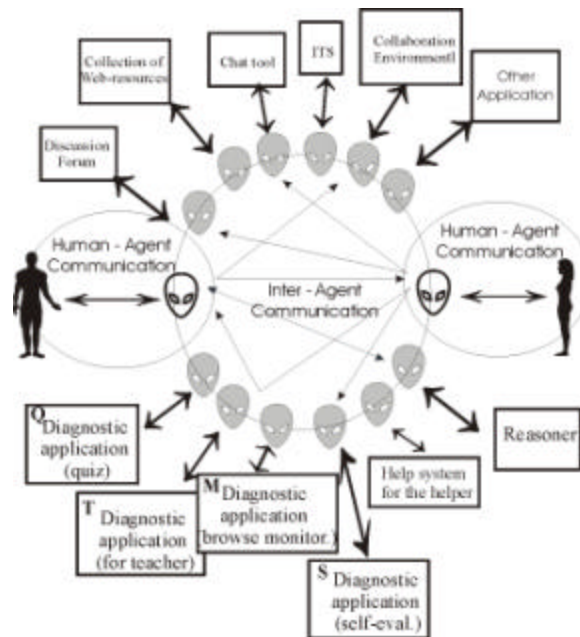 Collection of
Web-resources
Chat tool
ITS
Collaboration
Environmentl
Other
Application
Discussion
Forum
Human - Agent
Communication
Inter - Agent
Communication
Human - Agent
Communication
Q
Diagnostic
application
(quiz)
T
Diagnostic
application
(for teacher)
M
Diagnostic
application
(browse monitor.)
S
Diagnostic
application
(self-eval.)
Help system
for the helper
Reasoner